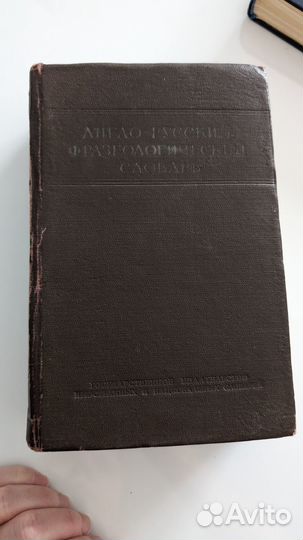 АНГЛО-РУССКИЙ
ФРАЗЕОЛОГИЧЕСКИЙ
СЛОВАРЬ
ГОСУДАРСТВЕННОЕ ИЗДАТЕЛЬСТВО
ИНОСТРАННЫХ И НАЦИОНАЛЬНЫХ СЛОВАРЕЙ
Avito